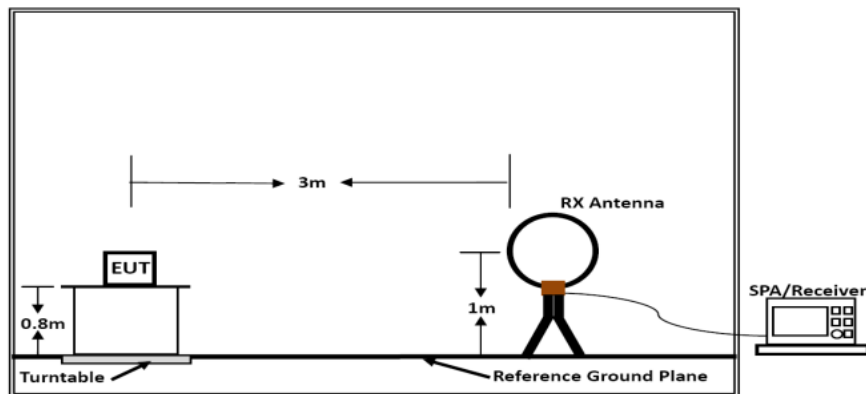 3m
RX Antenna
EUT
SPA/Receiver
0.8m
1m
Turntable
Reference Ground Plane